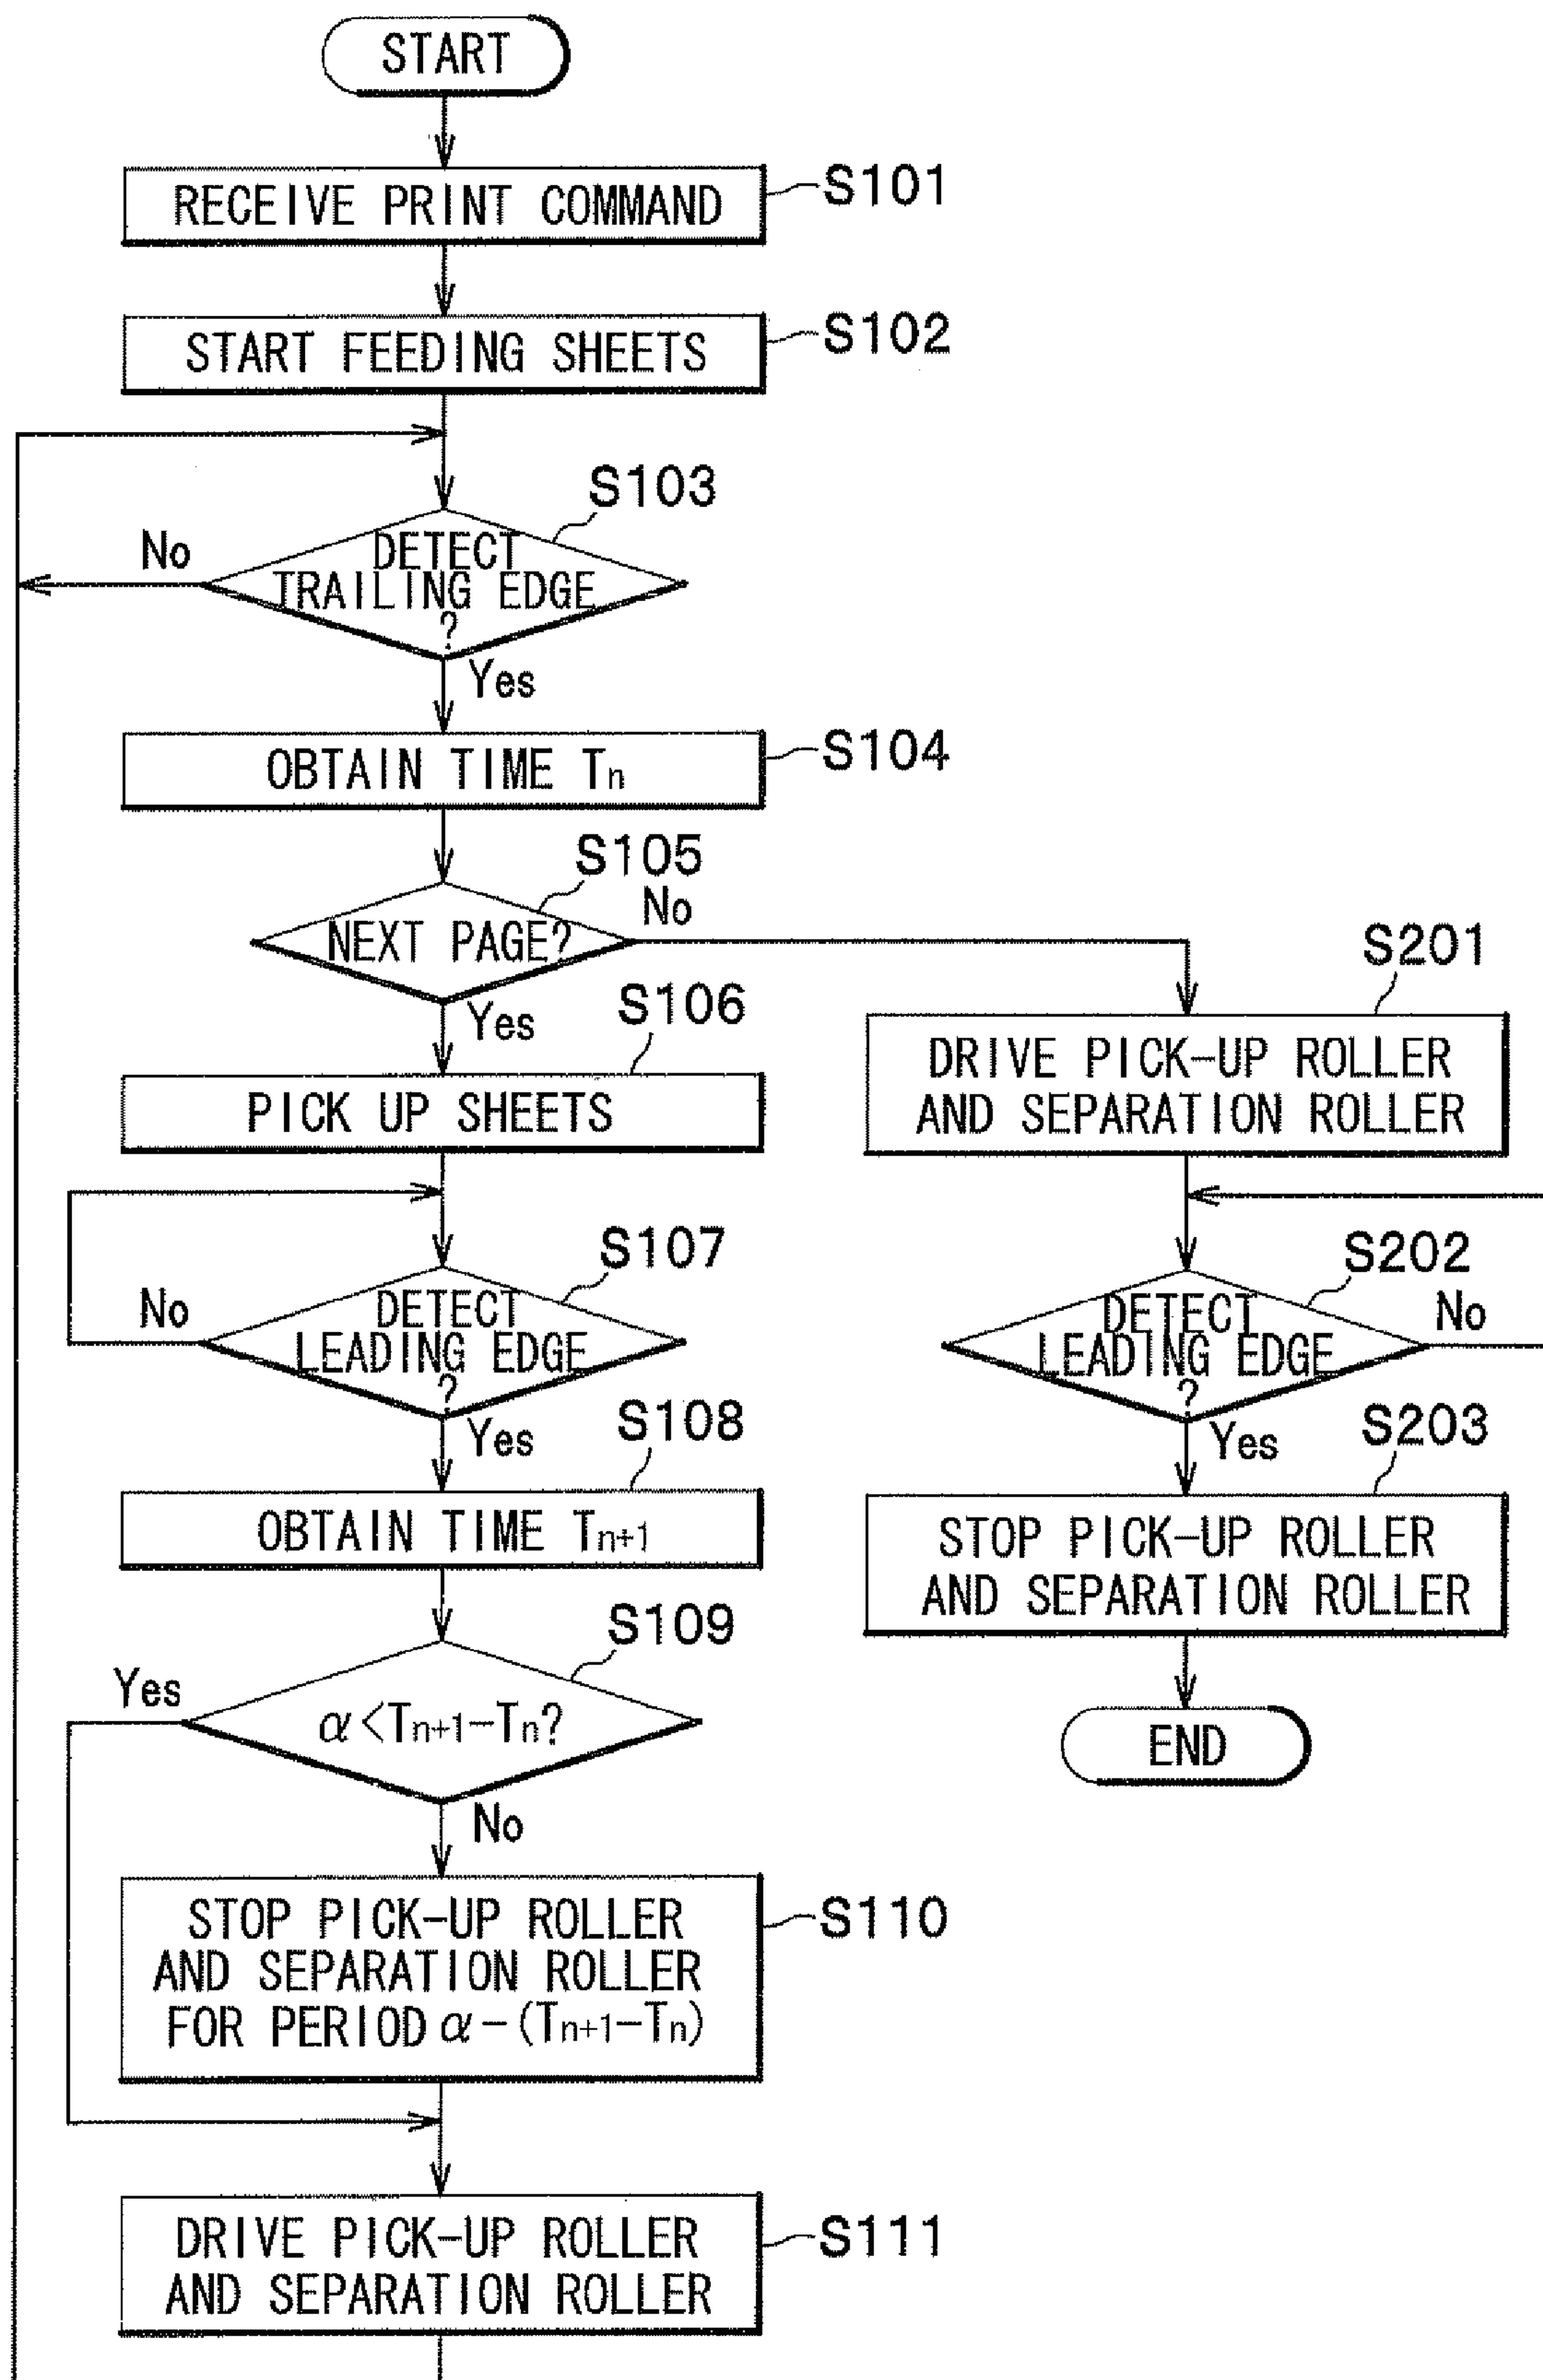 START
RECEIVE PRINT COMMAND
S101
START FEEDING SHEETS
S102
S103
No
DETECT
TRAILING EDGE
?
Yes
OBTAIN TIME Tn
S104
S105
NEXT PAGE?
No
Yes
S106
PICK UP SHEETS
S107
No
DETECT
LEADING EDGE
?
Yes
S108
OBTAIN TIME Tn+1
S109
Yes
α<Tn+1−Tn?
No
STOP PICK-UP ROLLER
AND SEPARATION ROLLER
FOR PERIOD α−(Tn+1−Tn)
S110
DRIVE PICK-UP ROLLER
AND SEPARATION ROLLER
S111
S201
DRIVE PICK-UP ROLLER
AND SEPARATION ROLLER
S202
DETECT
LEADING EDGE
?
No
Yes
S203
STOP PICK-UP ROLLER
AND SEPARATION ROLLER
END